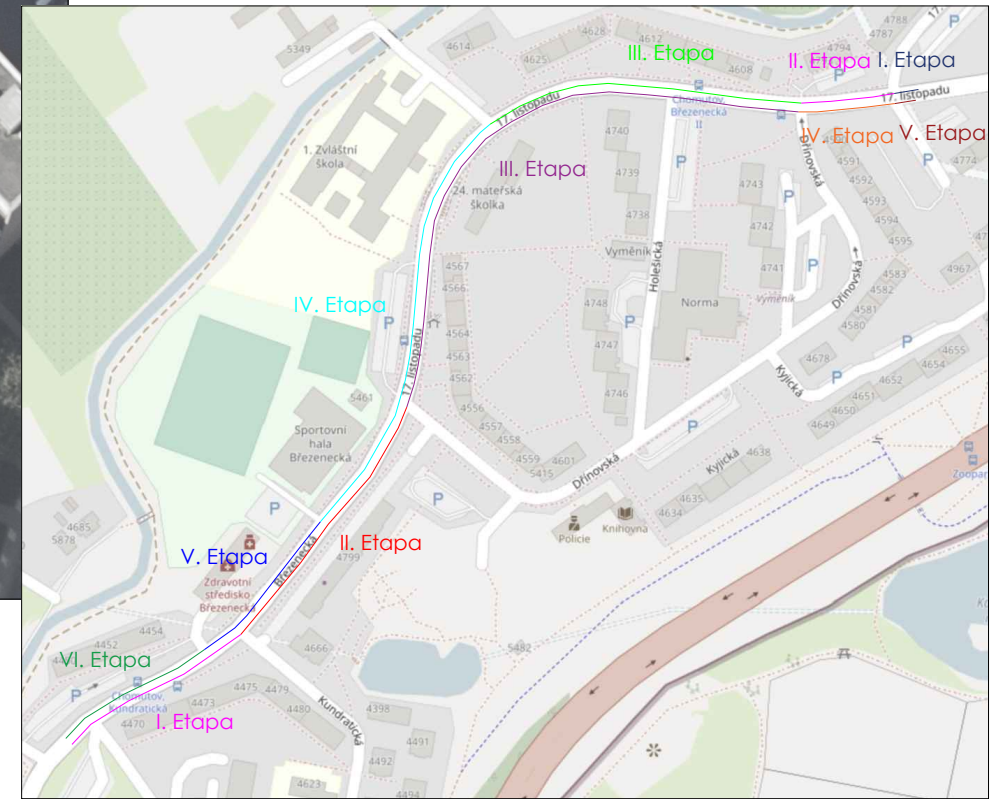 5349
4614
4628
4625
4612
III. Etapa
4608
4788
4787
4794
P
17.
P
II. Etapa
I. Etapa
17. listopadu
17. listopadu
Chomutov,
Březenecká
II
IV. Etapa
V. Etapa
1. Zvláštní
škola
III. Etapa
24. mateřská
školka
4740
4739
4738
Vyměník
P
4743
4742
4741
Výměník
P
P
Dřínovská
4591
4592
4593
4594
4595
P
4774
4583
4582
4581
4580
4967
Dřínovská
Holešická
Norma
4748
4747
4746
P
4567
4566
4564
4563
4562
4556
4557
4558
4559
4601
5415
IV. Etapa
P
17. listopadu
5461
Sportovní
hala
Březenecká
P
P
Dřínovská
P
Kyjická
4678
P
4655
4654
4652
4651
4650
4649
Kyjická
4638
4635
4634
Policie
Knihovna
4685
5878
V. Etapa
II. Etapa
Březenecká
4799
Zdravotní
středisko
Březenecká
4454
4452
VI. Etapa
P
Chomutov,
Kundratická
I. Etapa
4470
4473
4475
4479
4480
4666
Kundratická
4398
4491
4492
4494
4623
5482